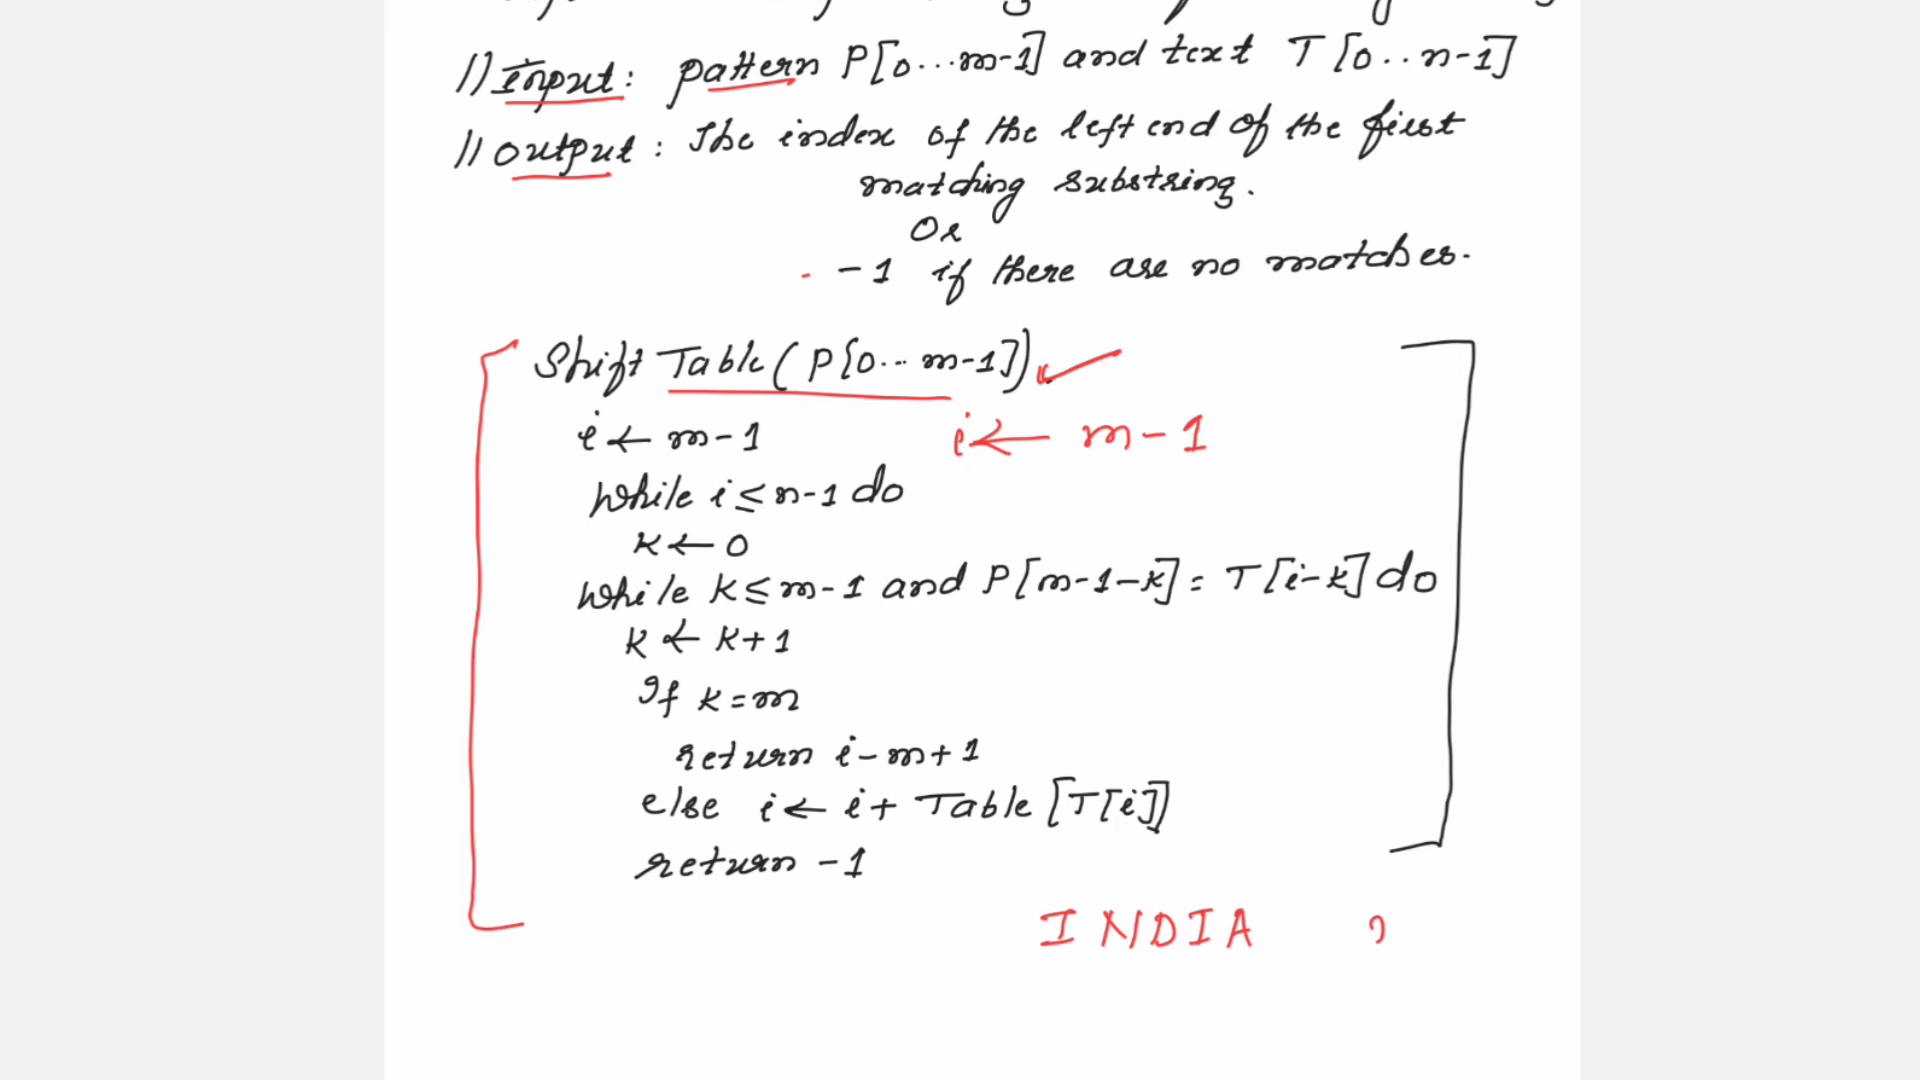 // Input: pattern P[0...m-1] and text T[0..n-1]
// output: The index of the left end of the first
matching substring.
Or
-1 if there are no matches.
Shift Table(P[0...m-1])
i ← m-1 i ← m-1
while i ≤ n-1 do
K ← 0
while K ≤ m-1 and P[m-1-K] = T[i-K] do
K ← K+1
If K = m
return i-m+1
else i ← i + Table[T[i]]
return -1
INDIA